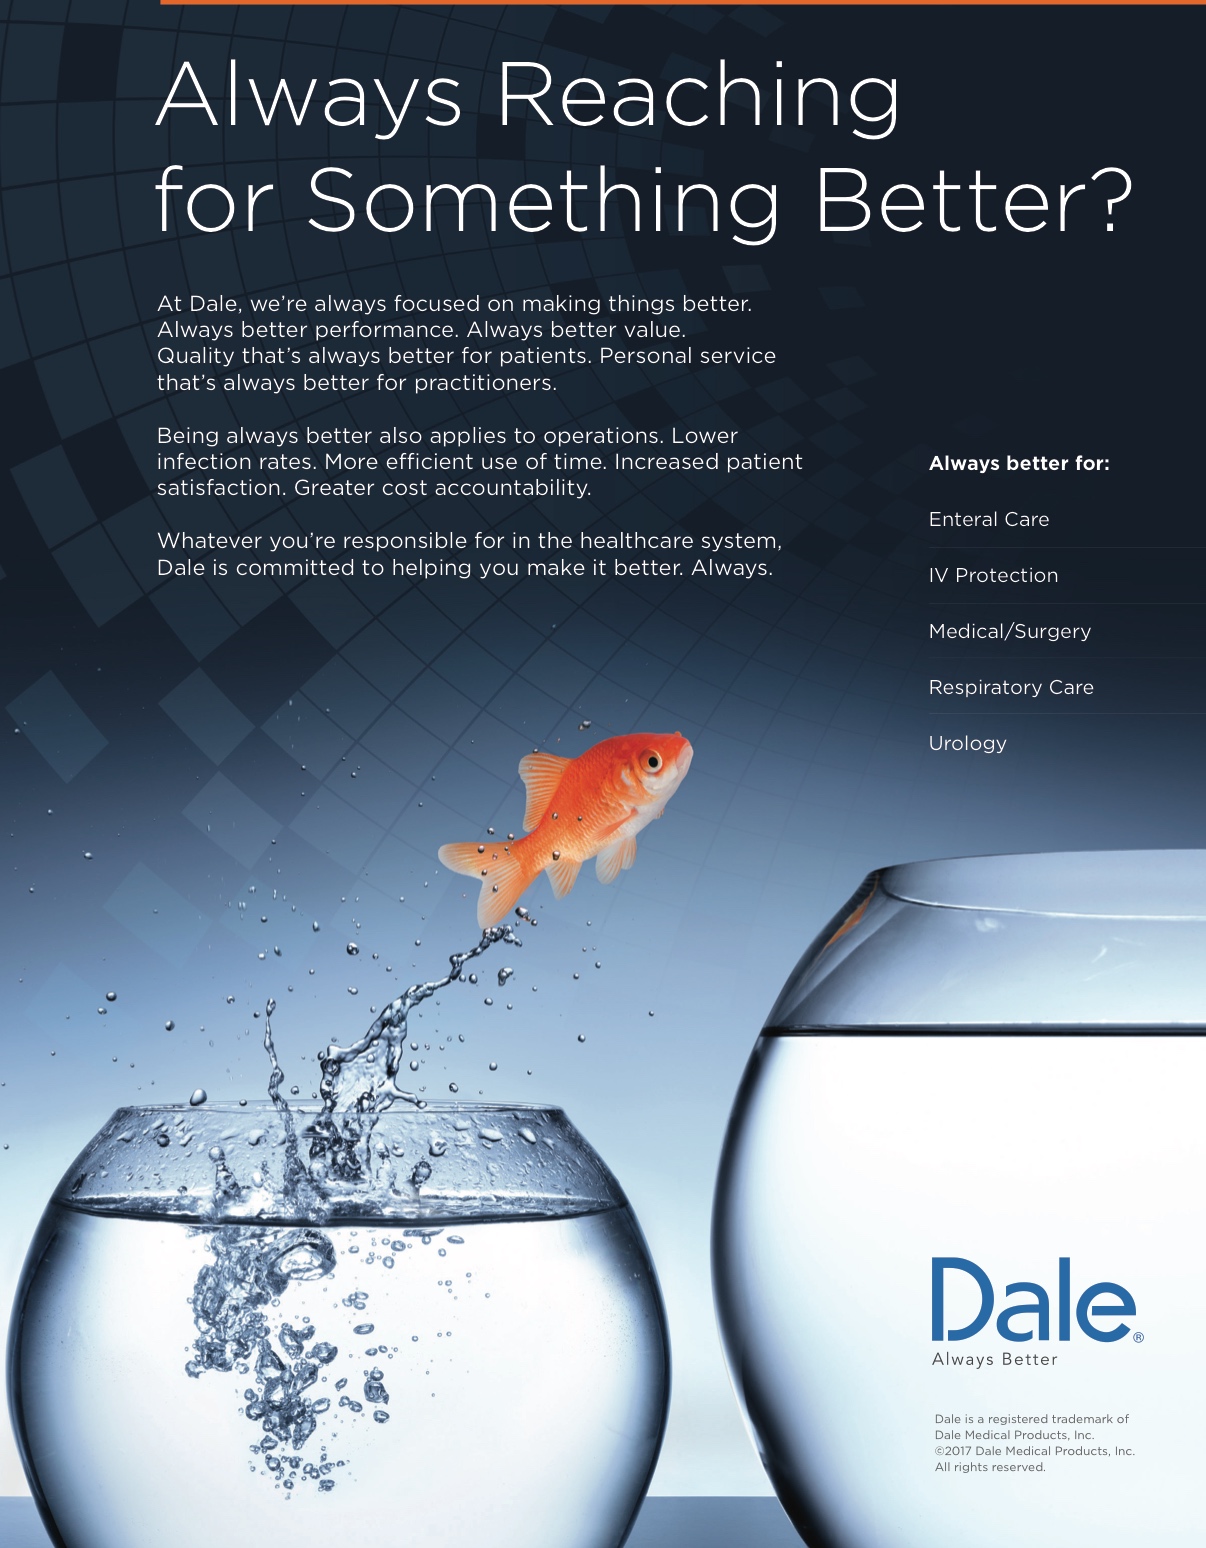 Always Reaching
for Something Better?
At Dale, we’re always focused on making things better.
Always better performance. Always better value.
Quality that’s always better for patients. Personal service
that’s always better for practitioners.
Being always better also applies to operations. Lower
infection rates. More efficient use of time. Increased patient
satisfaction. Greater cost accountability.
Whatever you’re responsible for in the healthcare system,
Dale is committed to helping you make it better. Always.
Always better for:
Enteral Care
IV Protection
Medical/Surgery
Respiratory Care
Urology
Dale®
Always Better
Dale is a registered trademark of
Dale Medical Products, Inc.
©2017 Dale Medical Products, Inc.
All rights reserved.